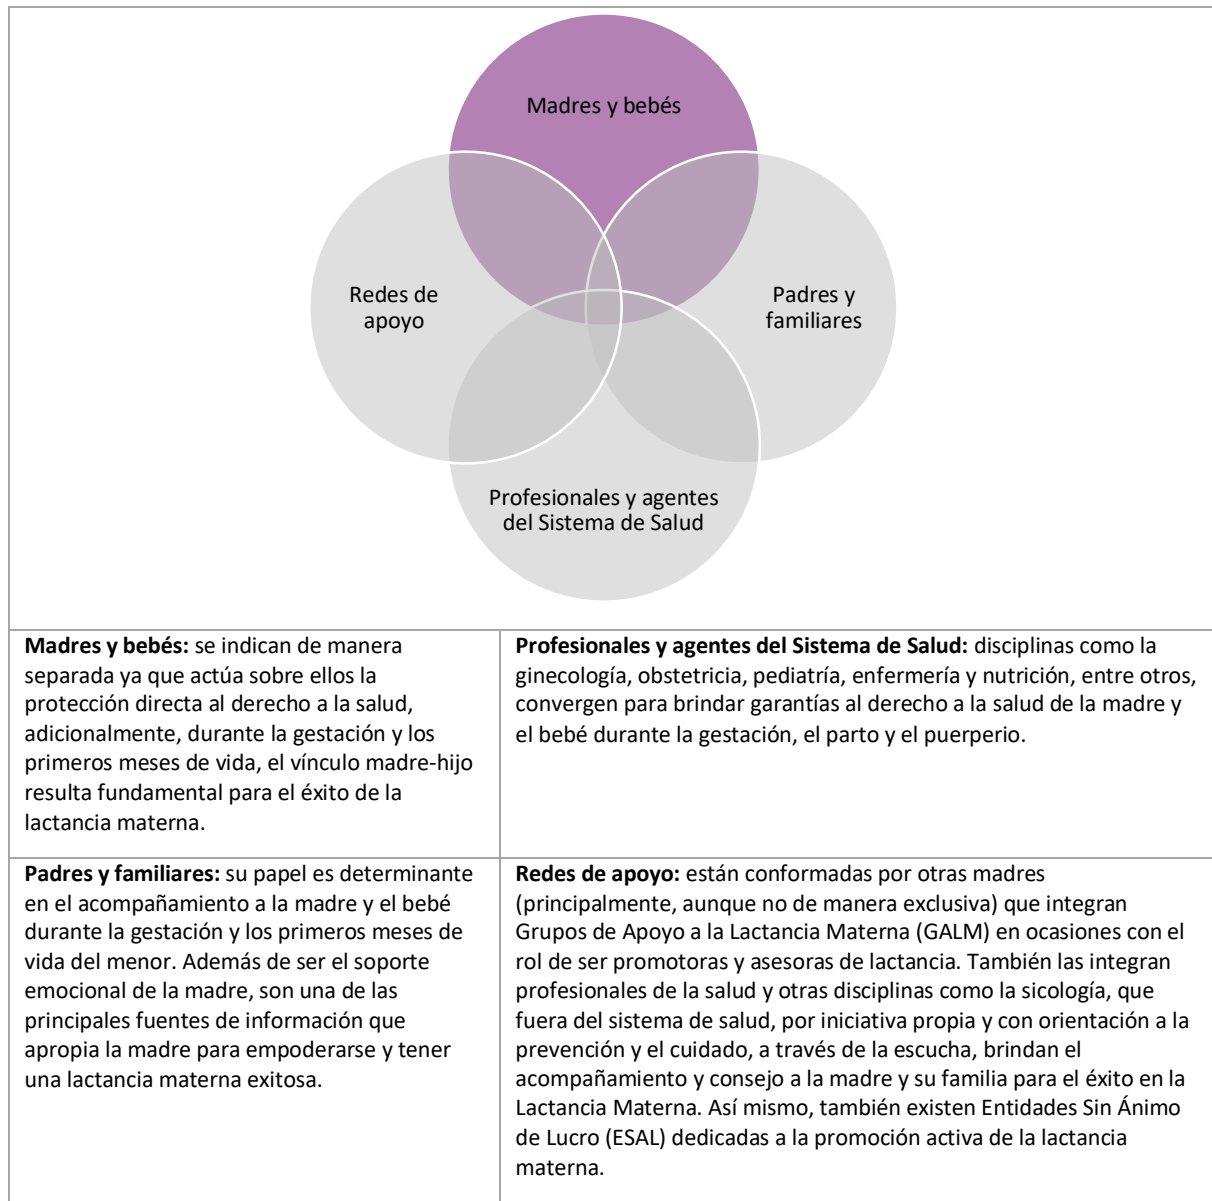 Madres y bebés
Redes de
apoyo
Padres y
familiares
Profesionales y agentes
del Sistema de Salud
Madres y bebés: se indican de manera
separada ya que actúa sobre ellos la
protección directa al derecho a la salud,
adicionalmente, durante la gestación y los
primeros meses de vida, el vínculo madre-hijo
resulta fundamental para el éxito de la
lactancia materna.
Profesionales y agentes del Sistema de Salud: disciplinas como la
ginecología, obstetricia, pediatría, enfermería y nutrición, entre otros,
convergen para brindar garantías al derecho a la salud de la madre y
el bebé durante la gestación, el parto y el puerperio.
Padres y familiares: su papel es determinante
en el acompañamiento a la madre y el bebé
durante la gestación y los primeros meses de
vida del menor. Además de ser el soporte
emocional de la madre, son una de las
principales fuentes de información que
apropia la madre para empoderarse y tener
una lactancia materna exitosa.
Redes de apoyo: están conformadas por otras madres
(principalmente, aunque no de manera exclusiva) que integran
Grupos de Apoyo a la Lactancia Materna (GALM) en ocasiones con el
rol de ser promotoras y asesoras de lactancia. También las integran
profesionales de la salud y otras disciplinas como la sicología, que
fuera del sistema de salud, por iniciativa propia y con orientación a la
prevención y el cuidado, a través de la escucha, brindan el
acompañamiento y consejo a la madre y su familia para el éxito en la
Lactancia Materna. Así mismo, también existen Entidades Sin Ánimo
de Lucro (ESAL) dedicadas a la promoción activa de la lactancia
materna.